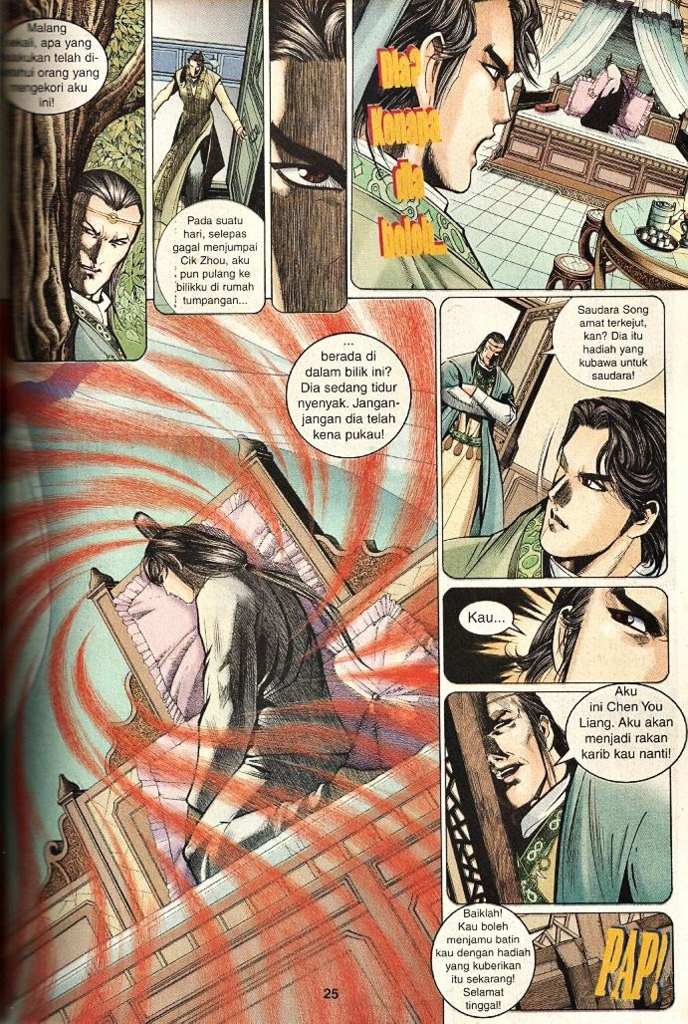 Malang
apa yang
telah di-
orang yang
mengekori aku
ini!
Pada suatu
hari, selepas
gagal menjumpai
Cik Zhou, aku
pun pulang ke
bilikku di rumah
tumpangan...
Dia?
Kenapa
dia
boleh...
...
berada di
dalam bilik ini?
Dia sedang tidur
nyenyak. Jangan-
jangan dia telah
kena pukau!
Saudara Song
amat terkejut,
kan? Dia itu
hadiah yang
kubawa untuk
saudara!
Kau...
Aku
ini Chen You
Liang. Aku akan
menjadi rakan
karib kau nanti!
Baiklah!
Kau boleh
menjamu batin
kau dengan hadiah
yang kuberikan
itu sekarang!
Selamat
tinggal!
PAP!
25